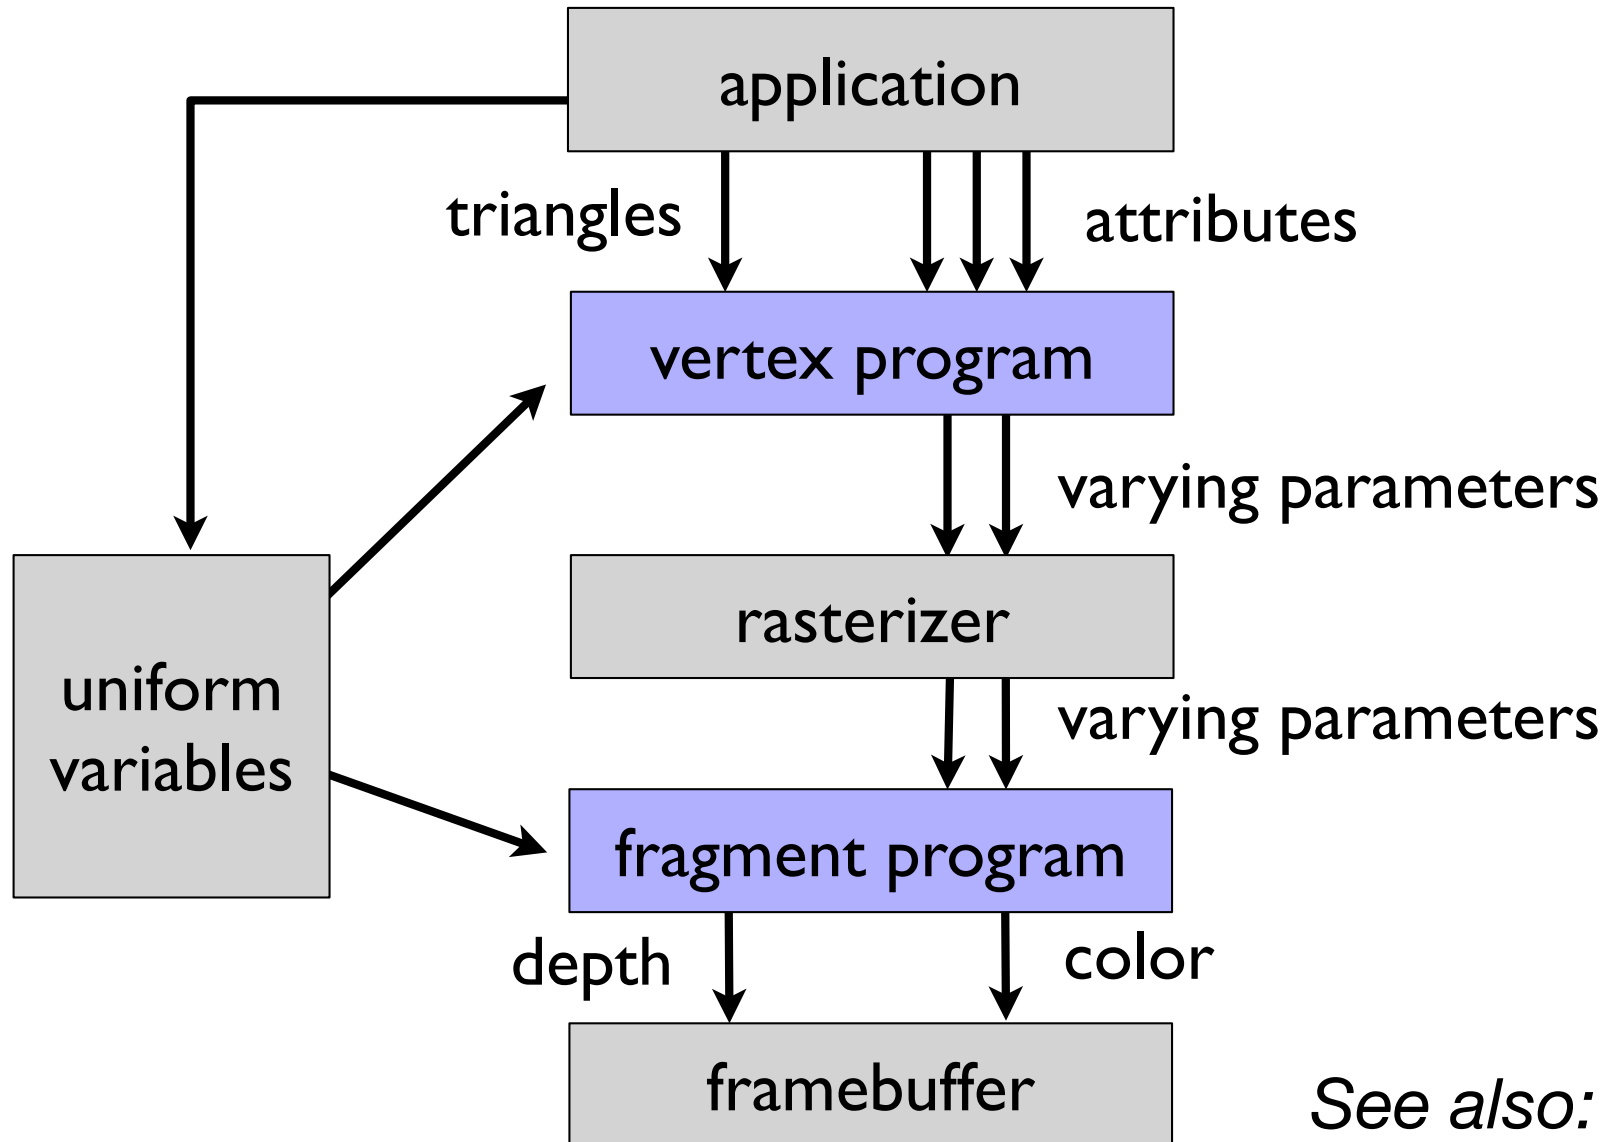 application
triangles
attributes
vertex program
varying parameters
rasterizer
uniform
variables
varying parameters
fragment program
depth
color
framebuffer
See also: